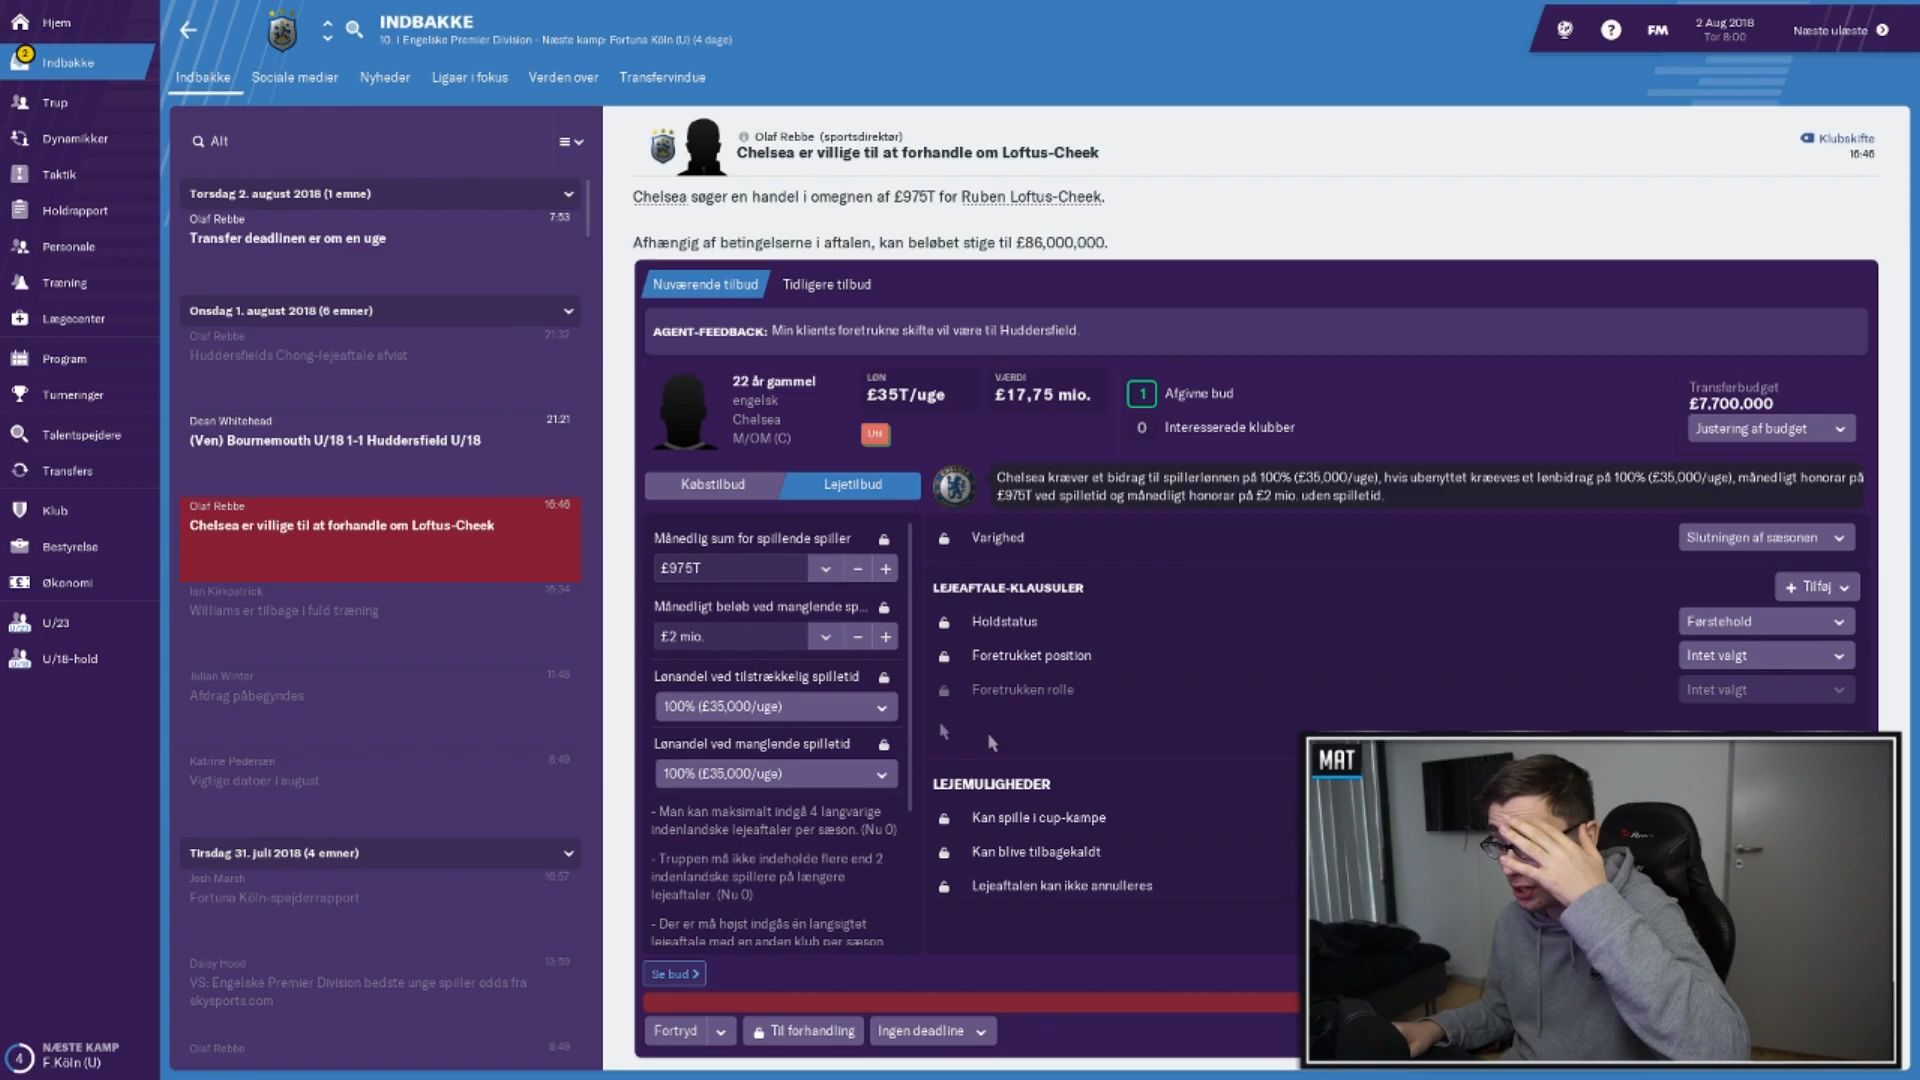 Hjem
2
Indbakke
Trup
Dynamikker
Taktik
Holdrapport
Personale
Træning
Lægecenter
Program
Turneringer
Talentspejdere
Transfers
Klub
Bestyrelse
Økonomi
U/23
U/18-hold
4
NÆSTE KAMP
F.Köln (U)
INDBAKKE
10. i Engelske Premier Division - Næste kamp: Fortuna Köln (U) (4 dage)
FM
2 Aug 2018
Tor 8:00
Næste ulæste
Indbakke
Sociale medier
Nyheder
Ligaer i fokus
Verden over
Transfervindue
Alt
Torsdag 2. august 2018 (1 emne)
Olaf Rebbe
7:53
Transfer deadlinen er om en uge
Onsdag 1. august 2018 (6 emner)
Olaf Rebbe
21:32
Huddersfields Chong-lejeaftale afvist
Dean Whitehead
21:21
(Ven) Bournemouth U/18 1-1 Huddersfield U/18
Olaf Rebbe
16:46
Chelsea er villige til at forhandle om Loftus-Cheek
Ian Kirkpatrick
16:34
Williams er tilbage i fuld træning
Julian Winter
11:48
Afdrag påbegyndes
Katrine Pedersen
8:49
Vigtige datoer i august
Tirsdag 31. juli 2018 (4 emner)
Josh Marsh
16:57
Fortuna Köln-spejderrapport
Daisy Hood
13:59
VS: Engelske Premier Division bedste unge spiller odds fra
skysports.com
Olaf Rebbe
8:49
Olaf Rebbe (sportsdirektør)
Chelsea er villige til at forhandle om Loftus-Cheek
Klubskifte
16:46
Chelsea søger en handel i omegnen af £975T for Ruben Loftus-Cheek.
Afhængig af betingelserne i aftalen, kan beløbet stige til £86,000,000.
Nuværende tilbud
Tidligere tilbud
AGENT-FEEDBACK: Min klients foretrukne skifte vil være til Huddersfield.
22 år gammel
engelsk
Chelsea
M/OM (C)
LØN
£35T/uge
VÆRDI
£17,75 mio.
Utl
1 Afgivne bud
0 Interesserede klubber
Transferbudget
£7,700,000
Justering af budget
Købstilbud
Lejetilbud
Chelsea kræver et bidrag til spillerlønnen på 100% (£35,000/uge), hvis ubenyttet kræeves et lønbidrag på 100% (£35,000/uge), månedligt honorar på
£975T ved spilletid og månedligt honorar på £2 mio. uden spilletid.
Månedlig sum for spillende spiller
£975T
Månedligt beløb ved manglende sp...
£2 mio.
Lønandel ved tilstrækkelig spilletid
100% (£35,000/uge)
Lønandel ved manglende spilletid
100% (£35,000/uge)
- Man kan maksimalt indgå 4 langvarige
indenlandske lejeaftaler per sæson. (Nu 0)
- Truppen må ikke indeholde flere end 2
indenlandske spillere på længere
lejeaftaler. (Nu 0)
- Der er må højst indgås én langsigtet
lejeaftale med en anden klub per sæson
Varighed
Slutningen af sæsonen
LEJEAFTALE-KLAUSULER
+ Tilføj
Holdstatus
Førstehold
Foretrukket position
Intet valgt
Foretrukken rolle
Intet valgt
LEJEMULIGHEDER
Kan spille i cup-kampe
Kan blive tilbagekaldt
Lejeaftalen kan ikke annulleres
Se bud
Fortryd
Til forhandling
Ingen deadline
MAT